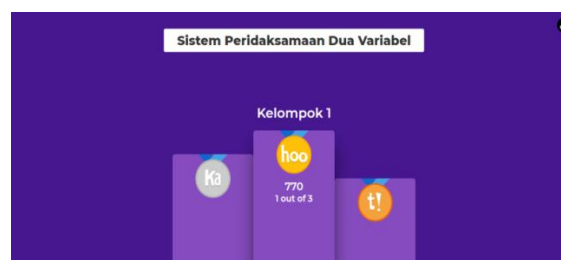 Sistem Peridaksamaan Dua Variabel
Kelompok 1
Ka
hoo
t!
770
1 out of 3